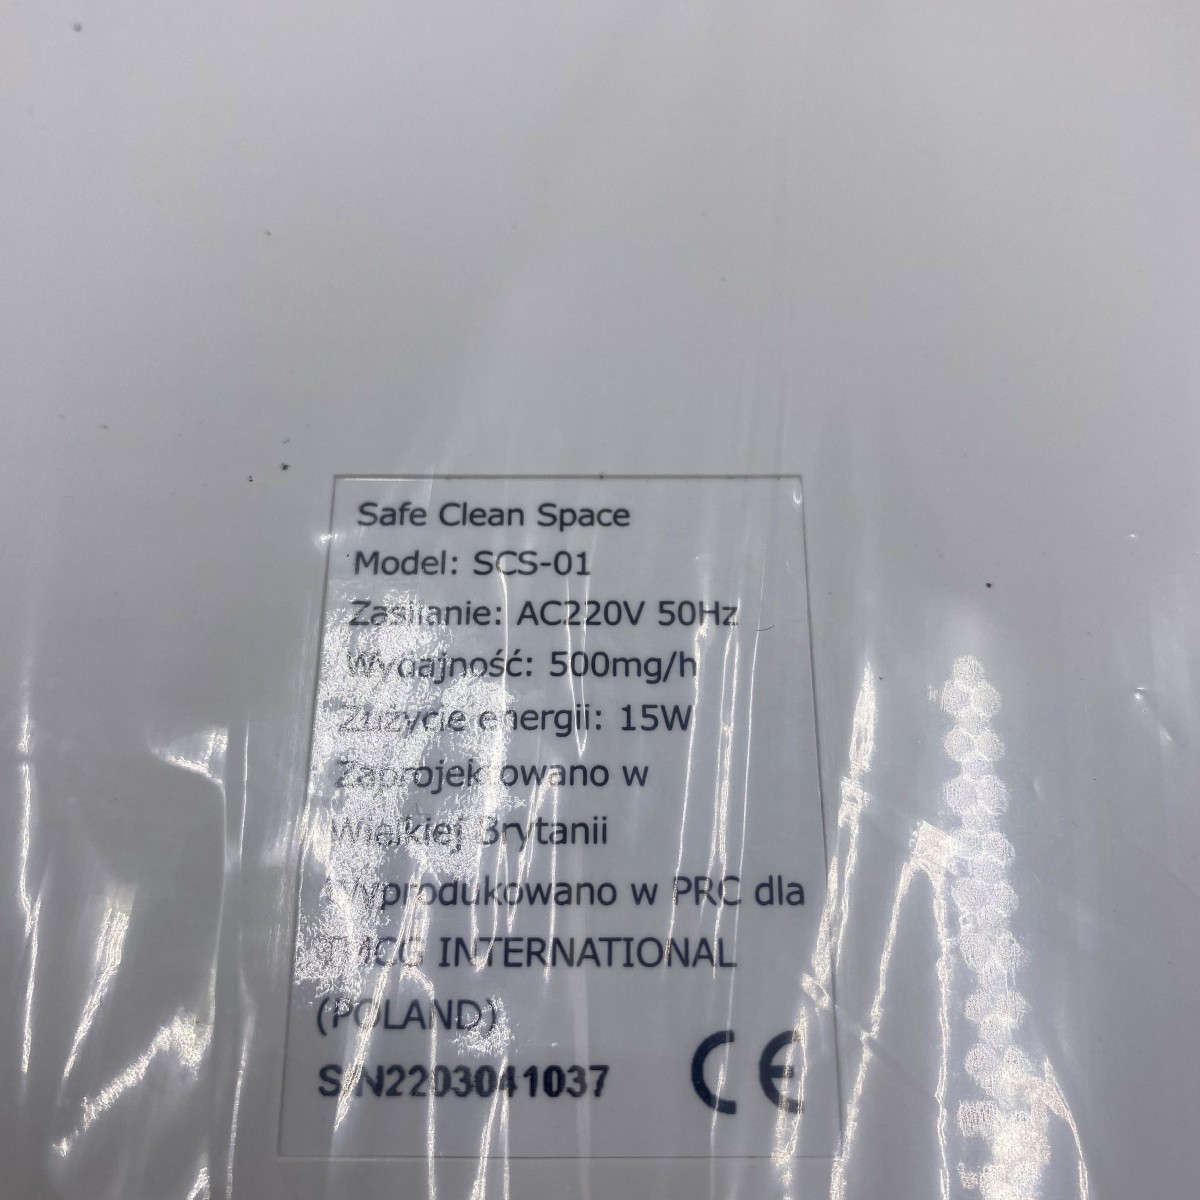 Safe Clean Space
Model: SCS-01
Zasilanie: AC220V 50Hz
Wydajność: 500mg/h
Zużycie energii: 15W
Zaprojektowano w
Wielkiej Brytanii
Wyprodukowano w PRC dla
TMCG INTERNATIONAL
(POLAND)
S/N2203041037
CE